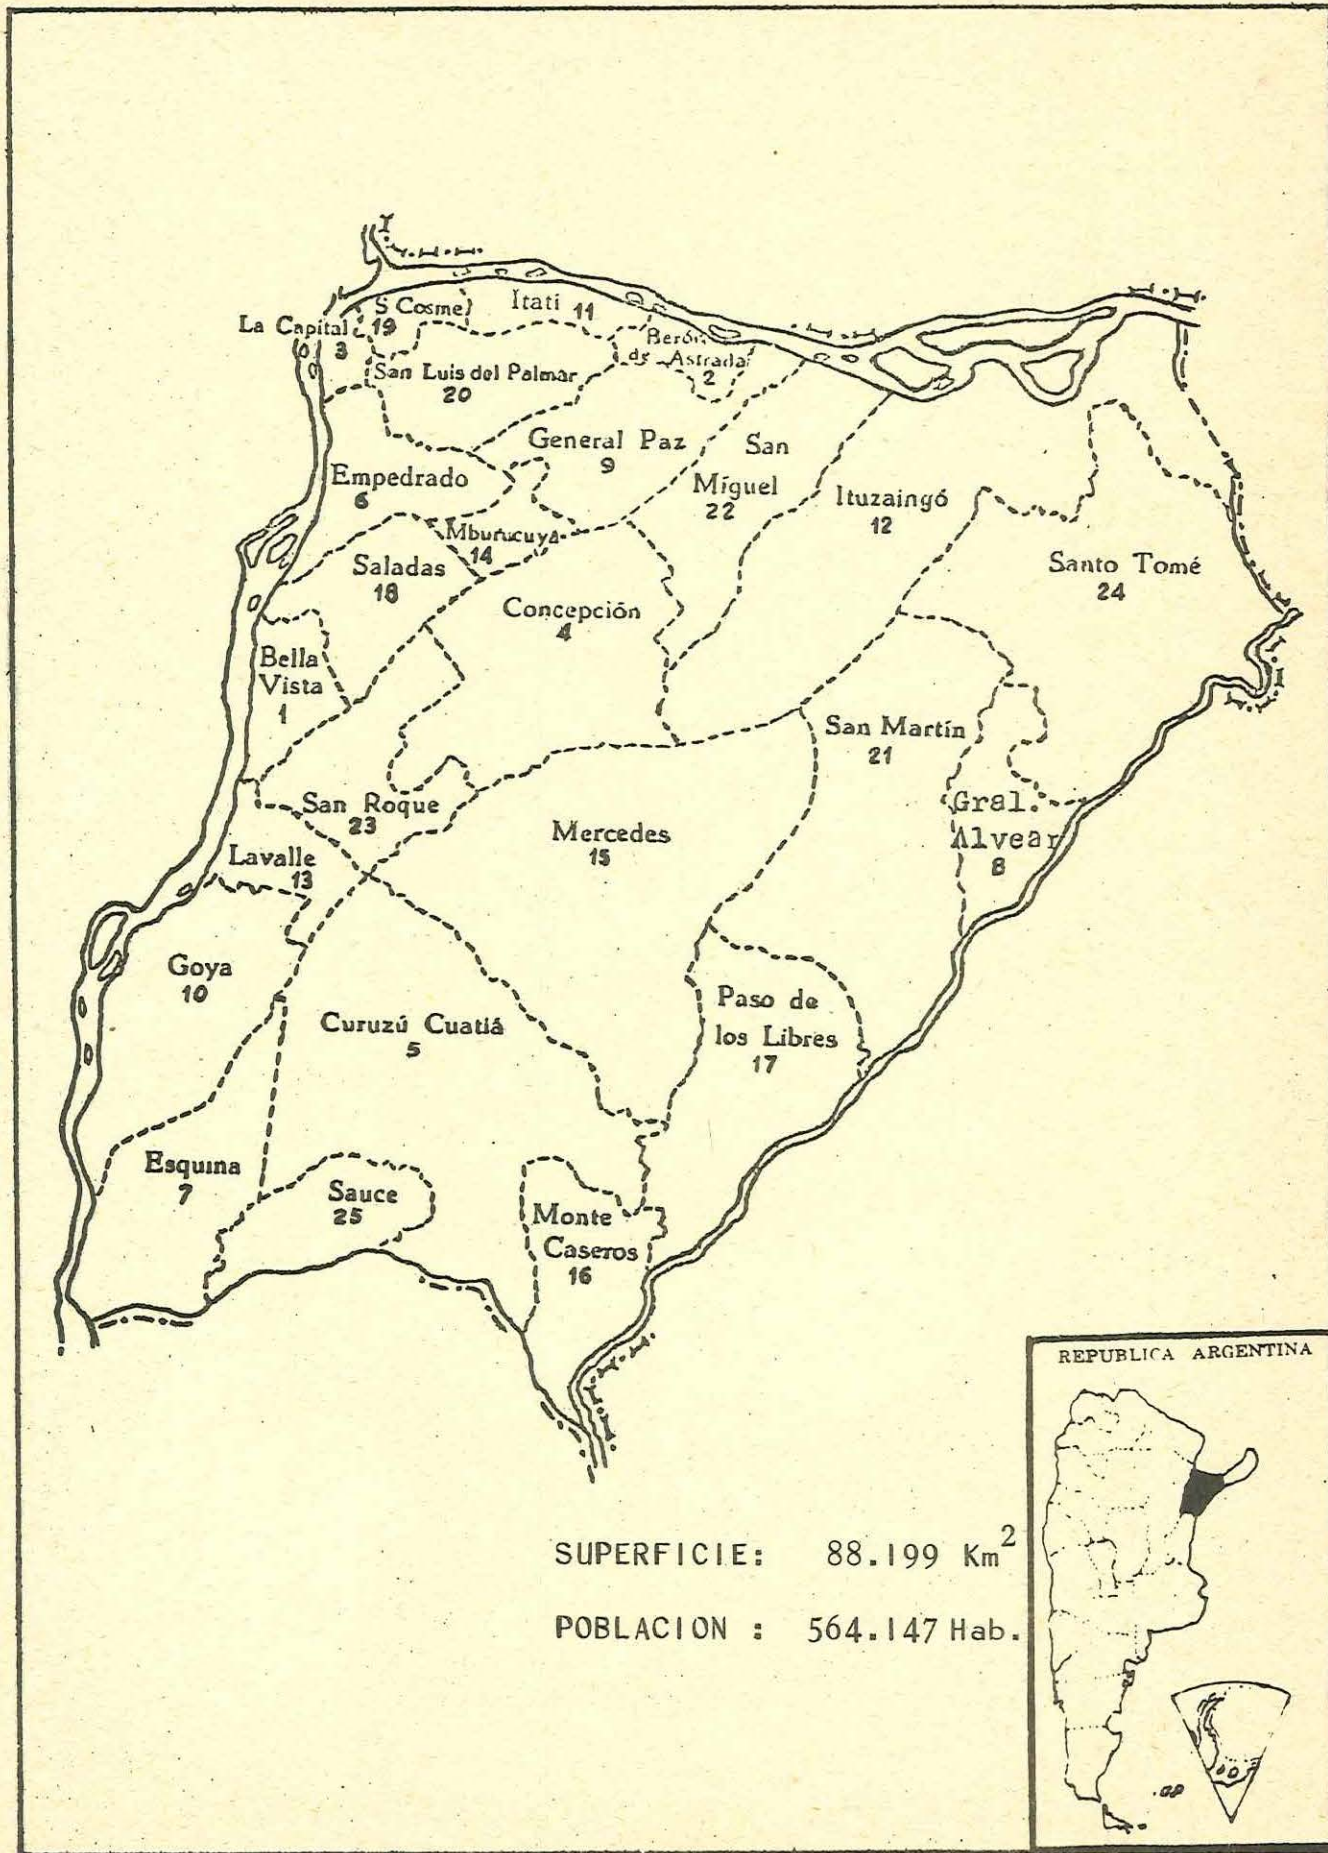 S Cosme
Itati 11
La Capital 19
3
Berón
de Astrada
2
San Luis del Palmar
20
General Paz
9
San
Miguel
22
Empedrado
6
Ituzaingó
12
Mburucuya
14
Saladas
18
Santo Tomé
24
Concepción
4
Bella
Vista
1
San Martín
21
San Roque
23
Gral.
Alvear
8
Mercedes
15
Lavalle
13
Goya
10
Curuzú Cuatiá
5
Paso de
los Libres
17
Esquina
7
Sauce
25
Monte
Caseros
16
REPUBLICA ARGENTINA
SUPERFICIE: 88.199 Km²
POBLACION : 564.147 Hab.